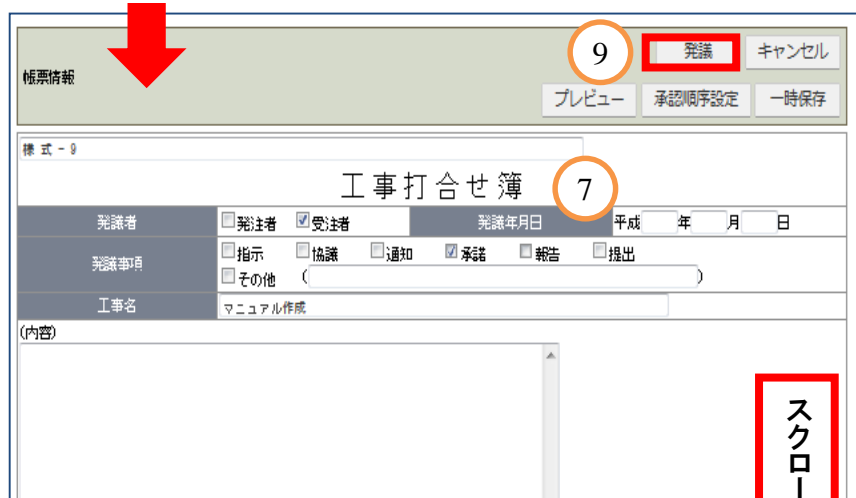 9 発議 キャンセル
帳票情報
プレビュー 承認順序設定 一時保存
様式-9
工事打合せ簿 7
発議者 発注者 受注者 発議年月日 平成 年 月 日
発議事項 指示 協議 通知 承諾 報告 提出
その他 ( )
工事名 マニュアル作成
(内容)
スクロー